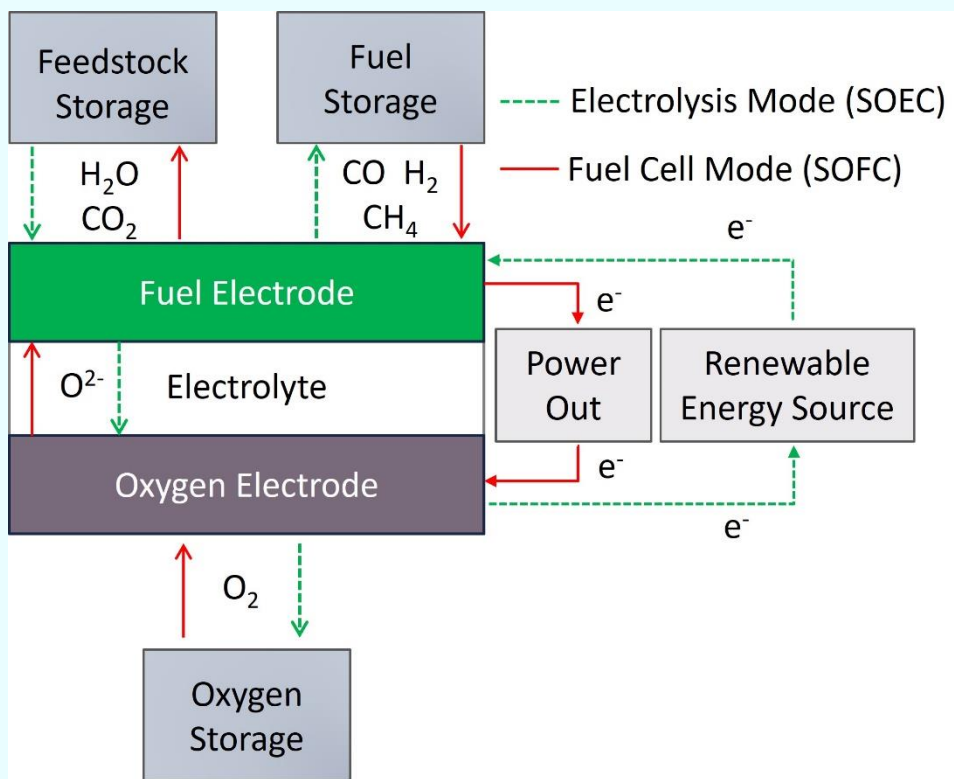 Feedstock
Storage
Fuel
Storage
Electrolysis Mode (SOEC)
Fuel Cell Mode (SOFC)
H₂O
CO₂
CO H₂
CH₄
e⁻
Fuel Electrode
e⁻
Power
Out
Renewable
Energy Source
O²⁻
Electrolyte
e⁻
Oxygen Electrode
e⁻
O₂
Oxygen
Storage